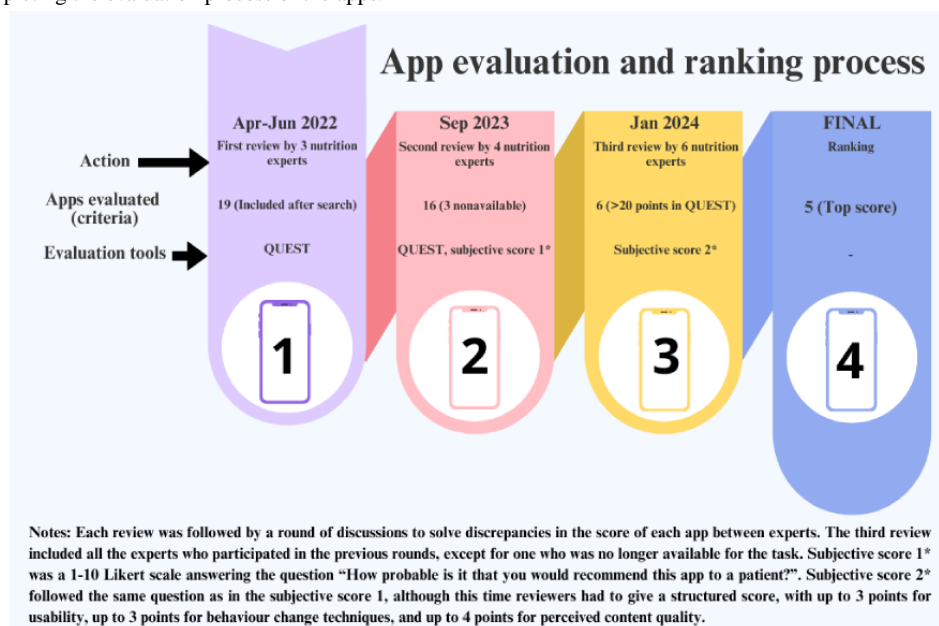 picting the evaluation process of the apps.
App evaluation and ranking process
Apr-Jun 2022
First review by 3 nutrition
experts
Sep 2023
Second review by 4 nutrition
experts
Jan 2024
Third review by 6 nutrition
experts
FINAL
Ranking
Action
Apps evaluated
(criteria)
19 (Included after search)
16 (3 nonavailable)
6 (>20 points in QUEST)
5 (Top score)
Evaluation tools
QUEST
QUEST, subjective score 1*
Subjective score 2*
-
1
2
3
4
Notes: Each review was followed by a round of discussions to solve discrepancies in the score of each app between experts. The third review
included all the experts who participated in the previous rounds, except for one who was no longer available for the task. Subjective score 1*
was a 1-10 Likert scale answering the question “How probable is it that you would recommend this app to a patient?”. Subjective score 2*
followed the same question as in the subjective score 1, although this time reviewers had to give a structured score, with up to 3 points for
usability, up to 3 points for behaviour change techniques, and up to 4 points for perceived content quality.